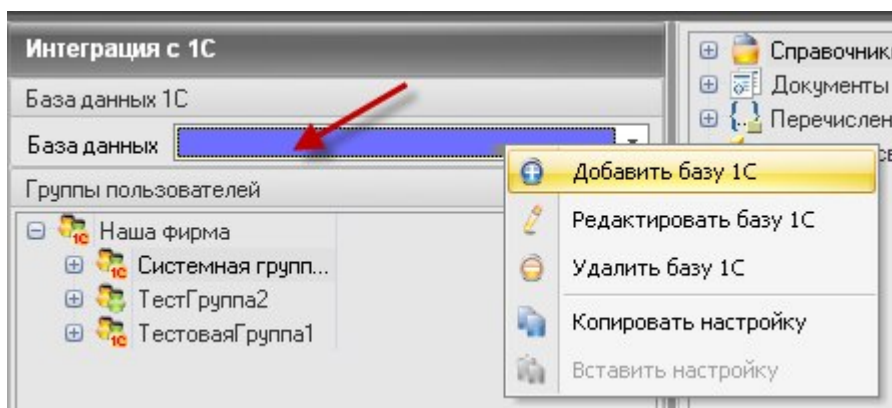 Интеграция с 1С
База данных 1С
База данных
Группы пользователей
Наша фирма
Системная групп...
ТестГруппа2
ТестоваяГруппа1
Добавить базу 1С
Редактировать базу 1С
Удалить базу 1С
Копировать настройку
Вставить настройку
Справочник
Документы
Перечислен